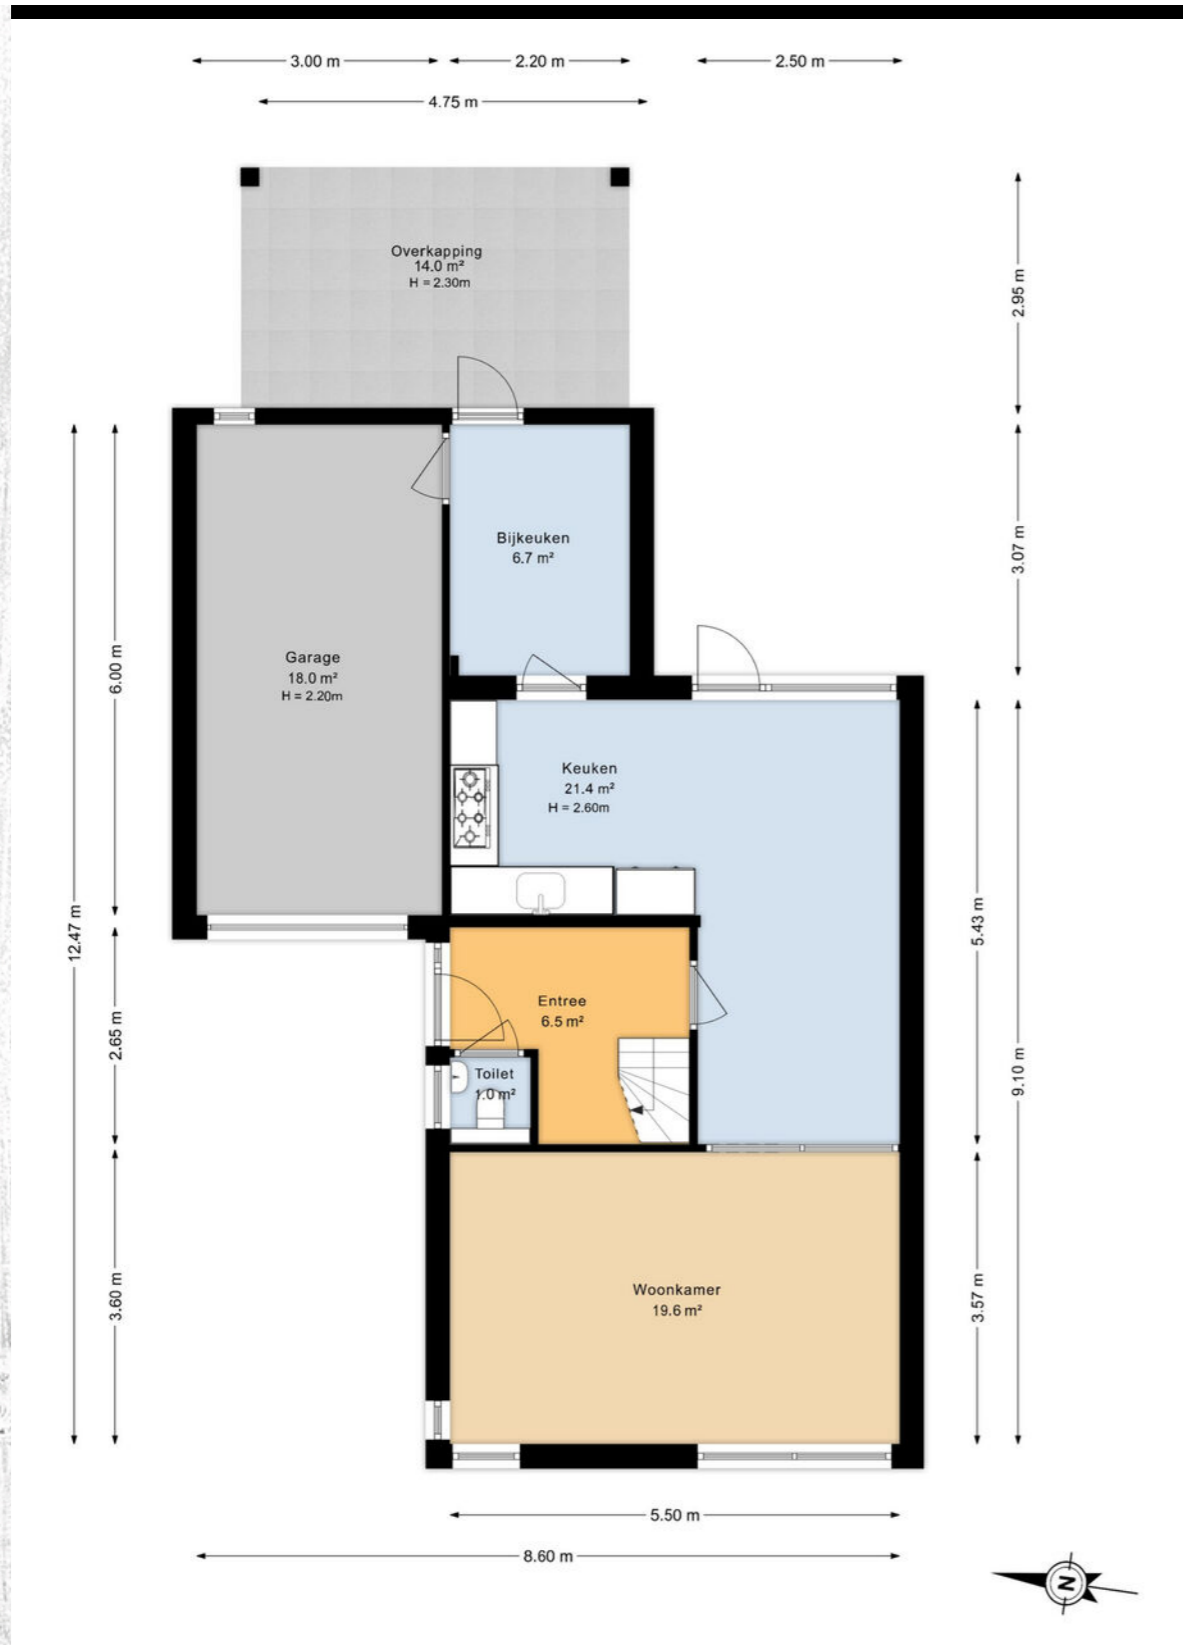 3.00 m
2.20 m
2.50 m
4.75 m
Overkapping
14.0 m²
H = 2.30m
2.95 m
Bijkeuken
6.7 m²
3.07 m
Garage
18.0 m²
H = 2.20m
6.00 m
Keuken
21.4 m²
H = 2.60m
12.47 m
5.43 m
Entree
6.5 m²
2.65 m
Toilet
1.0 m²
9.10 m
Woonkamer
19.6 m²
3.60 m
3.57 m
5.50 m
8.60 m
N